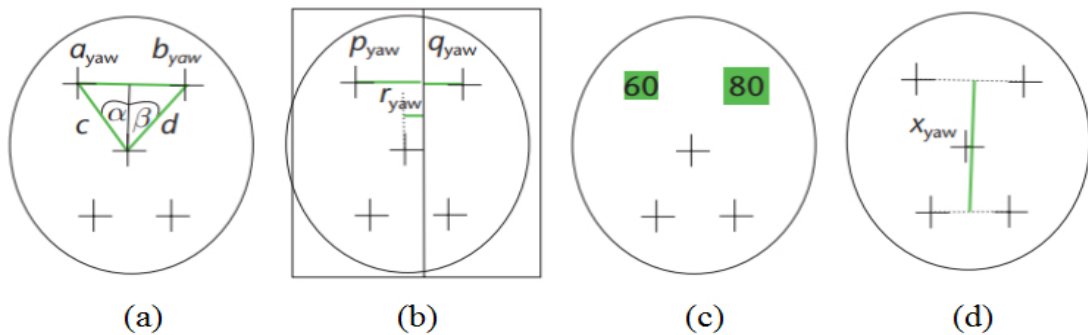 a_yaw b_yaw
α β
c d
p_yaw q_yaw
r_yaw
60 80
x_yaw
(a) (b) (c) (d)